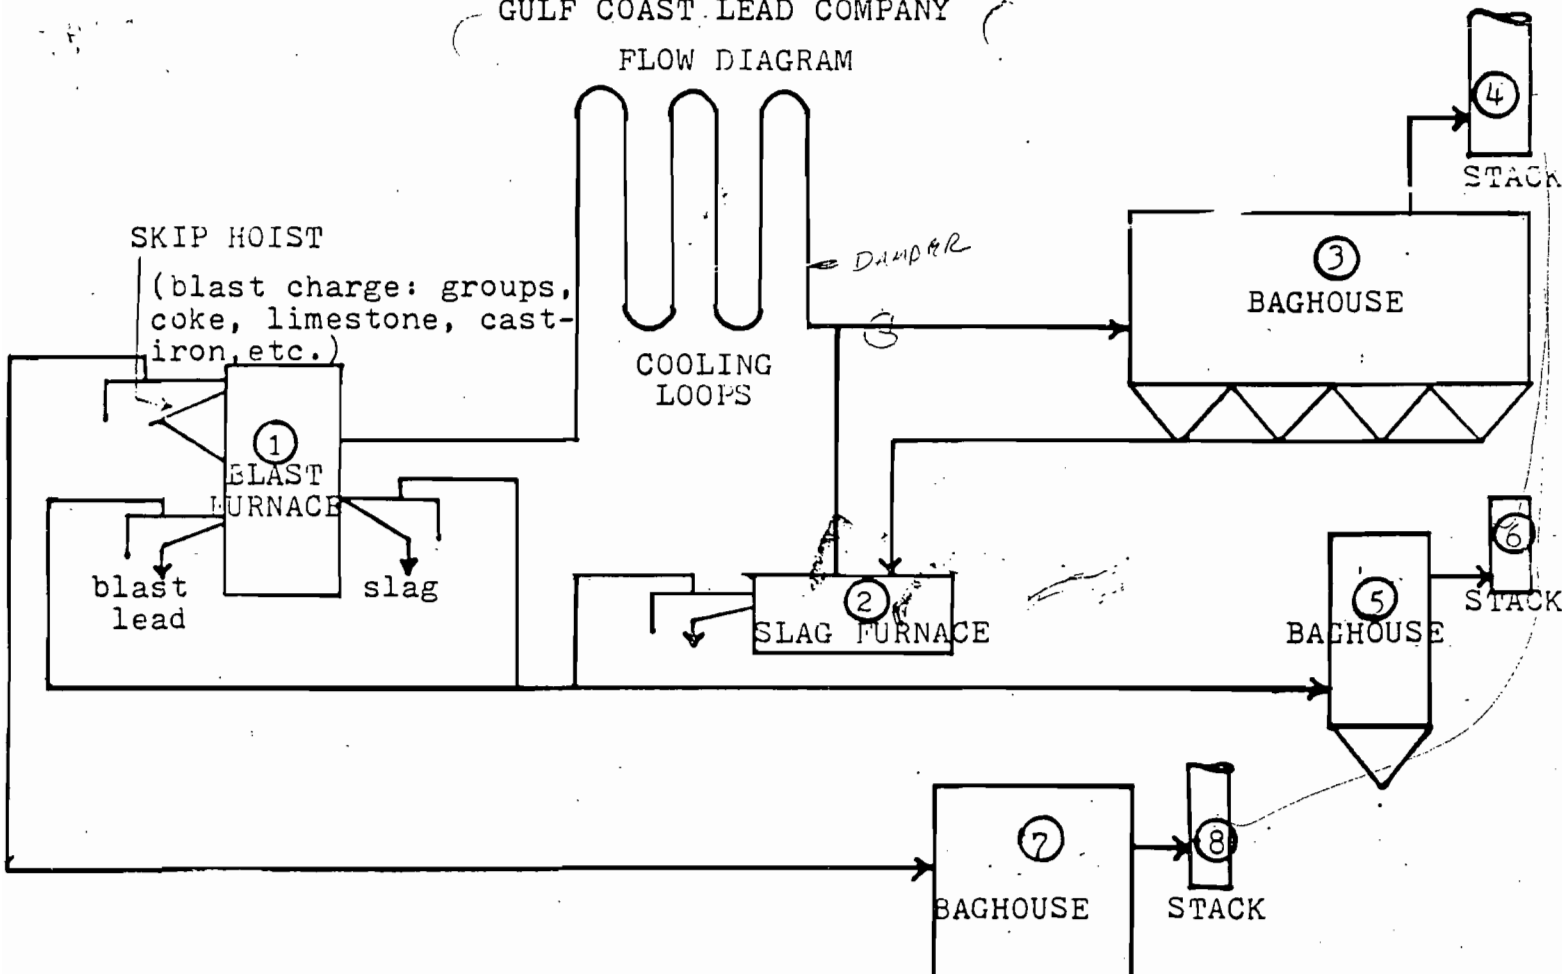 GULF COAST LEAD COMPANY
FLOW DIAGRAM
4
STACK
SKIP HOIST
(blast charge: groups,
coke, limestone, cast-
iron, etc.)
DAMPER
3
BAGHOUSE
COOLING
LOOPS
1
BLAST
FURNACE
blast
lead
slag
2
SLAG FURNACE
5
BAGHOUSE
6
STACK
7
BAGHOUSE
8
STACK